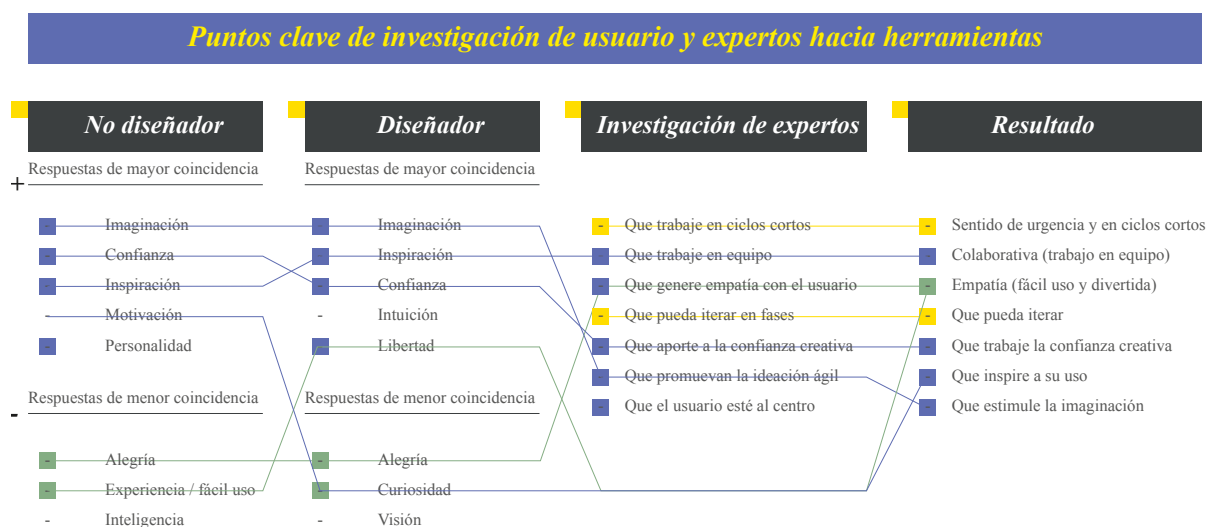 Puntos clave de investigación de usuario y expertos hacia herramientas
No diseñador
Respuestas de mayor coincidencia
+
- Imaginación
- Confianza
- Inspiración
- Motivación
- Personalidad
Respuestas de menor coincidencia
-
- Alegría
- Experiencia / fácil uso
- Inteligencia
Diseñador
Respuestas de mayor coincidencia
- Imaginación
- Inspiración
- Confianza
- Intuición
- Libertad
Respuestas de menor coincidencia
- Alegría
- Curiosidad
- Visión
Investigación de expertos
- Que trabaje en ciclos cortos
- Que trabaje en equipo
- Que genere empatía con el usuario
- Que pueda iterar en fases
- Que aporte a la confianza creativa
- Que promuevan la ideación ágil
- Que el usuario esté al centro
Resultado
- Sentido de urgencia y en ciclos cortos
- Colaborativa (trabajo en equipo)
- Empatía (fácil uso y divertida)
- Que pueda iterar
- Que trabaje la confianza creativa
- Que inspire a su uso
- Que estimule la imaginación